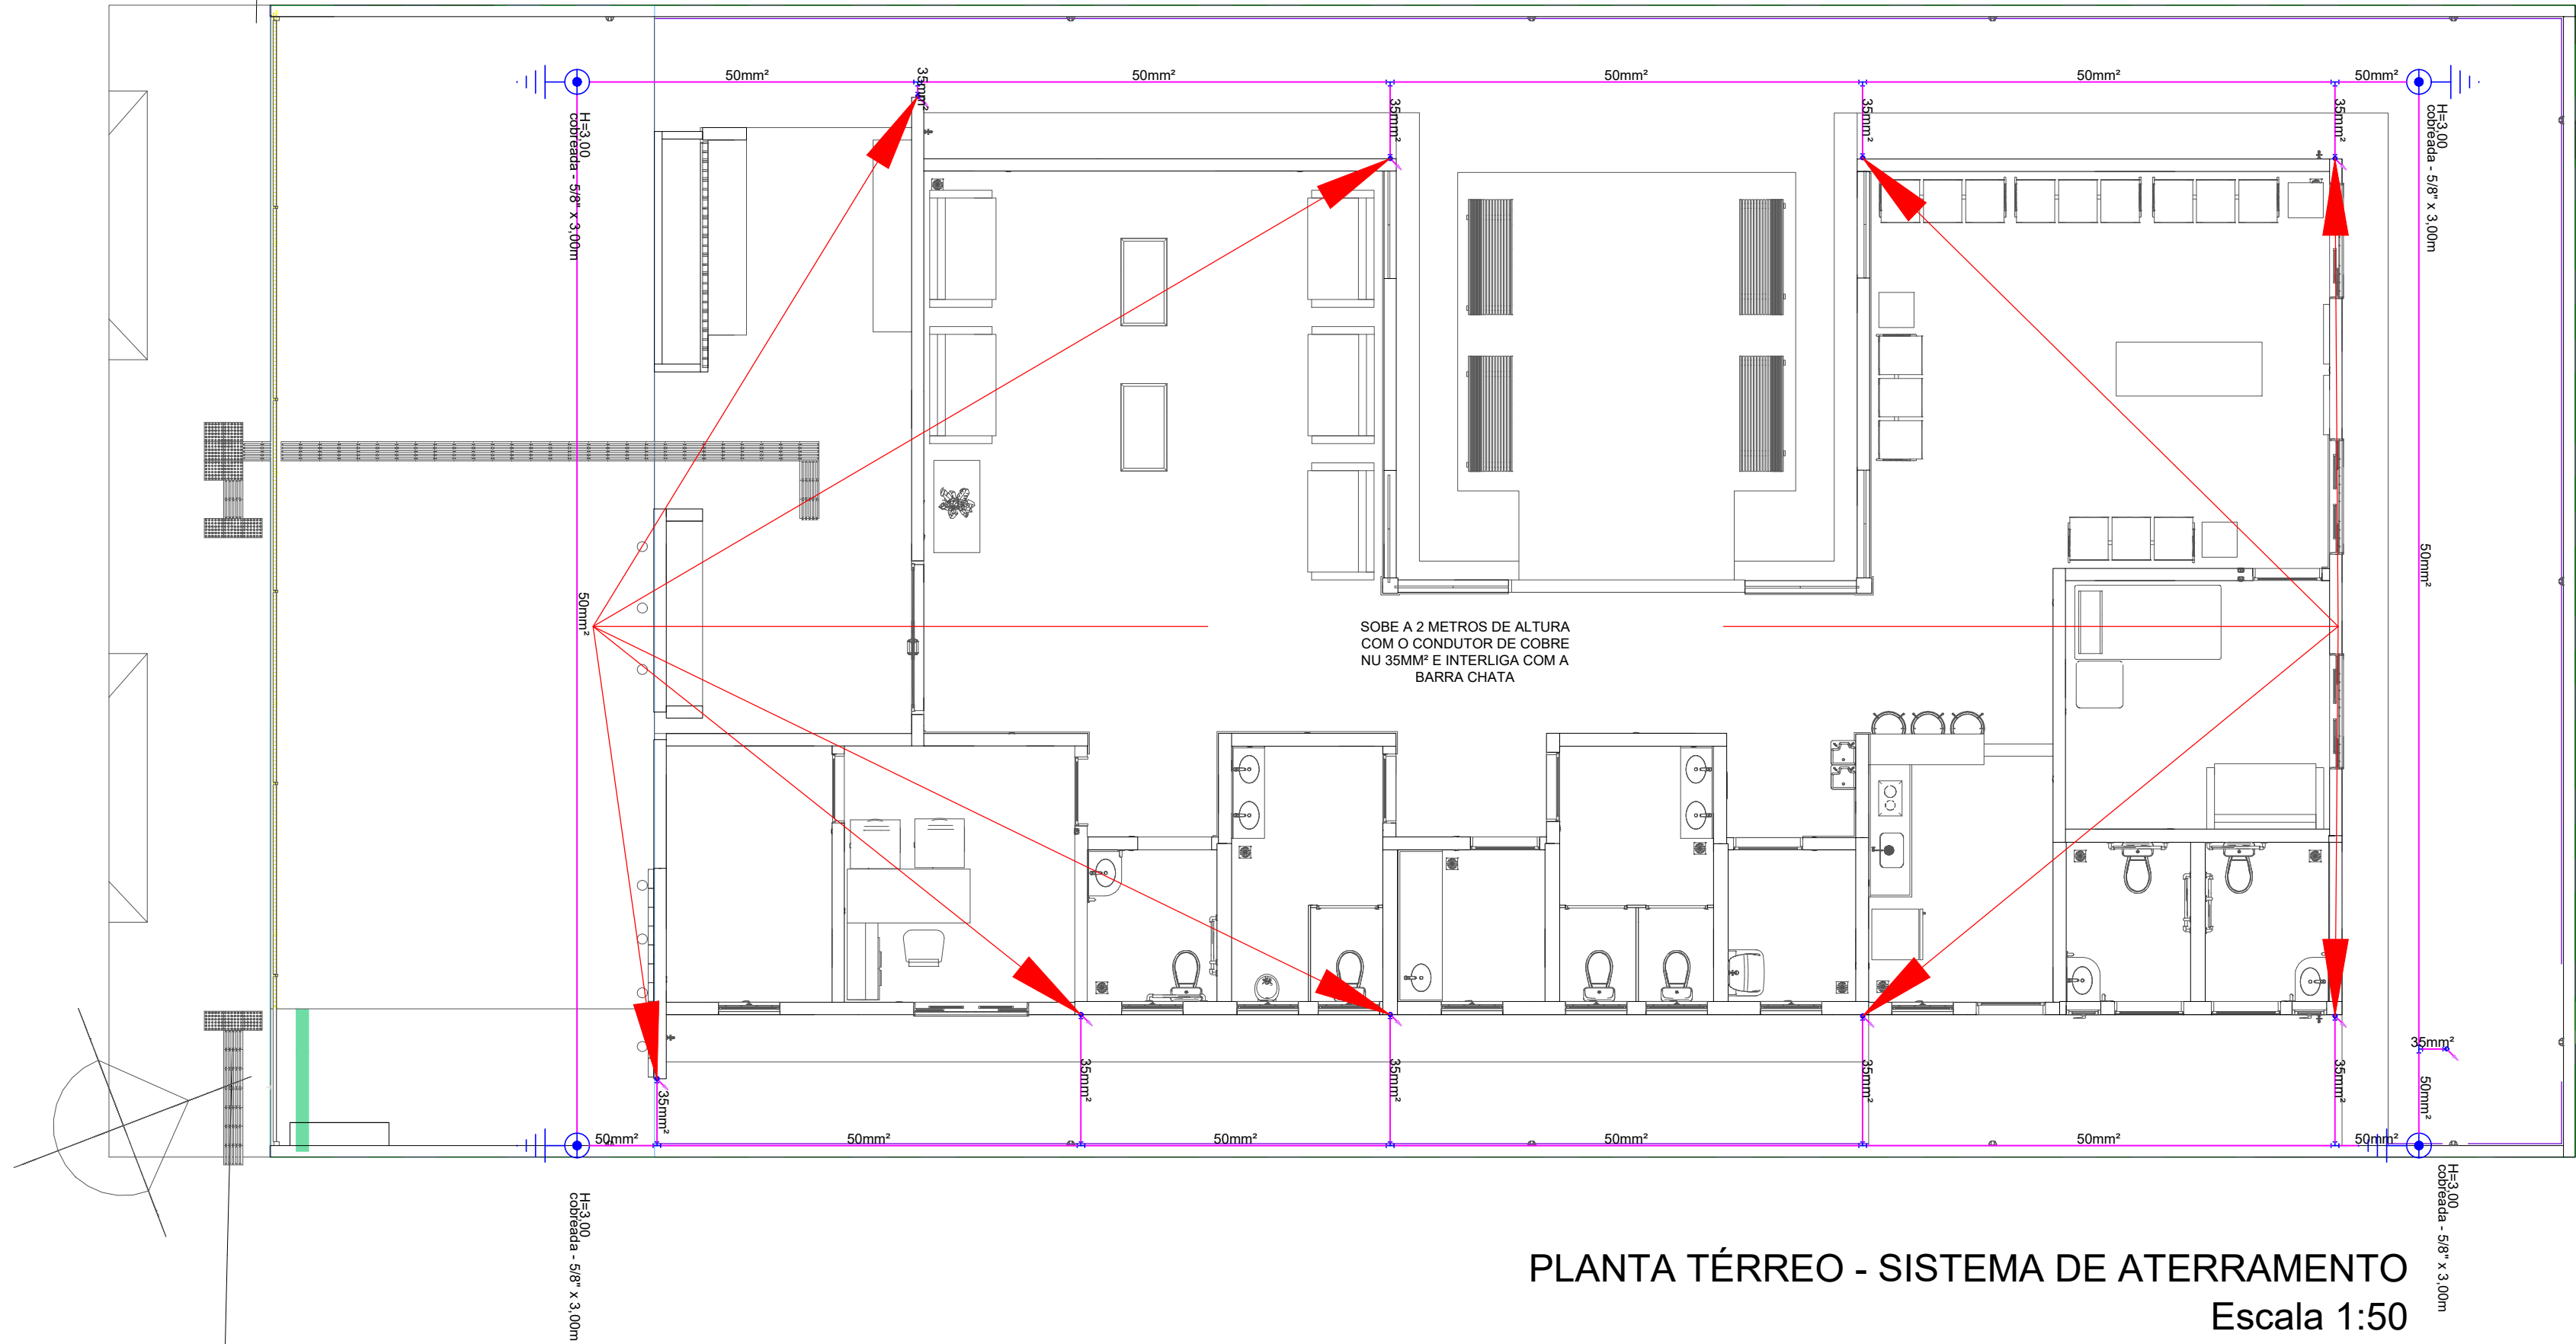 50mm²
50mm²
50mm²
50mm²
50mm²
35mm²
35mm²
35mm²
35mm²
H=3,00
cobreada - 5/8" x 3,00m
H=3,00
cobreada - 5/8" x 3,00m
50mm²
50mm²
SOBE A 2 METROS DE ALTURA
COM O CONDUTOR DE COBRE
NU 35MM² E INTERLIGA COM A
BARRA CHATA
35mm²
35mm²
35mm²
35mm²
35mm²
35mm²
50mm²
50mm²
50mm²
50mm²
50mm²
50mm²
50mm²
H=3,00
cobreada - 5/8" x 3,00m
H=3,00
cobreada - 5/8" x 3,00m
PLANTA TÉRREO - SISTEMA DE ATERRAMENTO
Escala 1:50